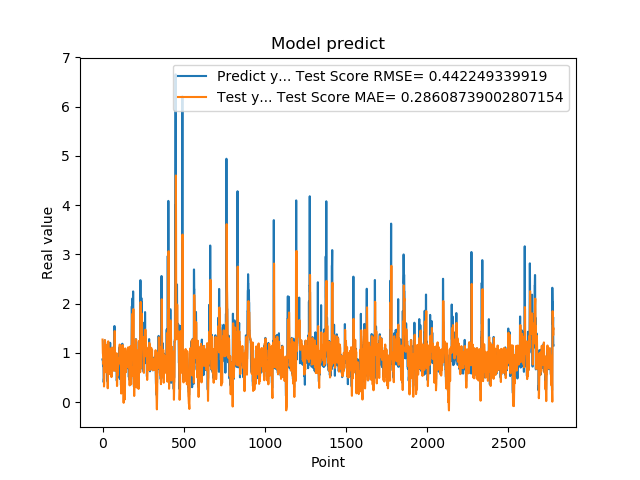 Model predict
Predict y... Test Score RMSE= 0.442249339919
Test y... Test Score MAE= 0.28608739002807154
Real value
7
6
5
4
3
2
1
0
0 500 1000 1500 2000 2500
Point